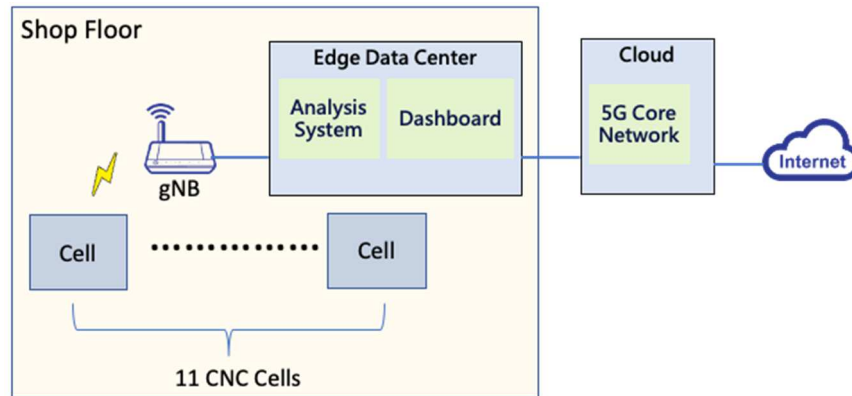 Shop Floor
Edge Data Center
Analysis
System
Dashboard
Cloud
5G Core
Network
Internet
gNB
Cell
Cell
11 CNC Cells